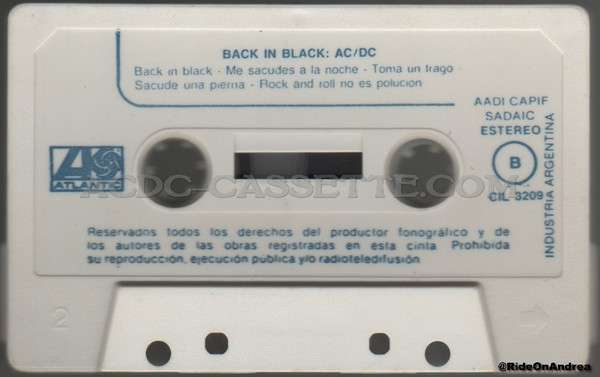 BACK IN BLACK: AC/DC
Back in black - Me sacudes a la noche - Toma un trago -
Sacude una pierna - Rock and roll no es polución
AADI CAPIF
SADAIC
ESTEREO
B
CIL 3209
INDUSTRIA ARGENTINA
ATLANTIC
ACDC-CASSETTE.COM
Reservados todos los derechos del productor fonográfico y de
los autores de las obras registradas en esta cinta Prohibida
su reproducción, ejecución pública y/o radioteledifusión
2
1
@RideOnAndrea